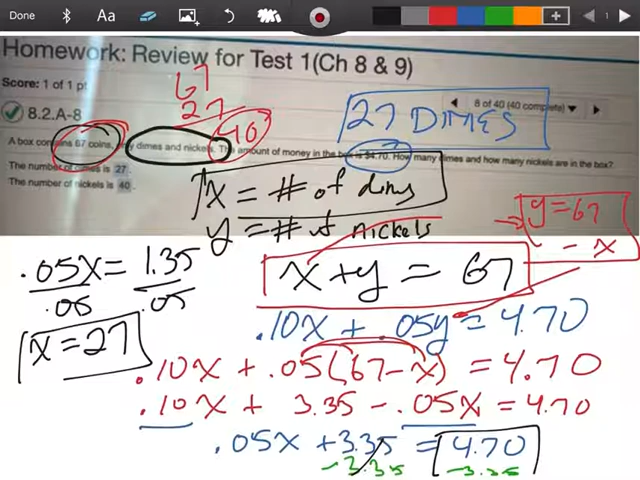 Done Aa 1
Homework: Review for Test 1(Ch 8 & 9)
Score: 1 of 1 pt
8 of 40 (40 complete)
8.2.A-8
67
27
40
27 DIMES
A box contains 67 coins, only dimes and nickels. The amount of money in the box is $4.70. How many dimes and how many nickels are in the box?
The number of dimes is 27.
The number of nickels is 40.
x = # of dimes
y = # of nickels
y = 67
- x
x + y = 67
.05x = 1.35
.05 .05
x = 27
.10x + .05y = 4.70
.10x + .05(67 - x) = 4.70
.10x + 3.35 - .05x = 4.70
.05x + 3.35 = 4.70
-3.35 -3.35